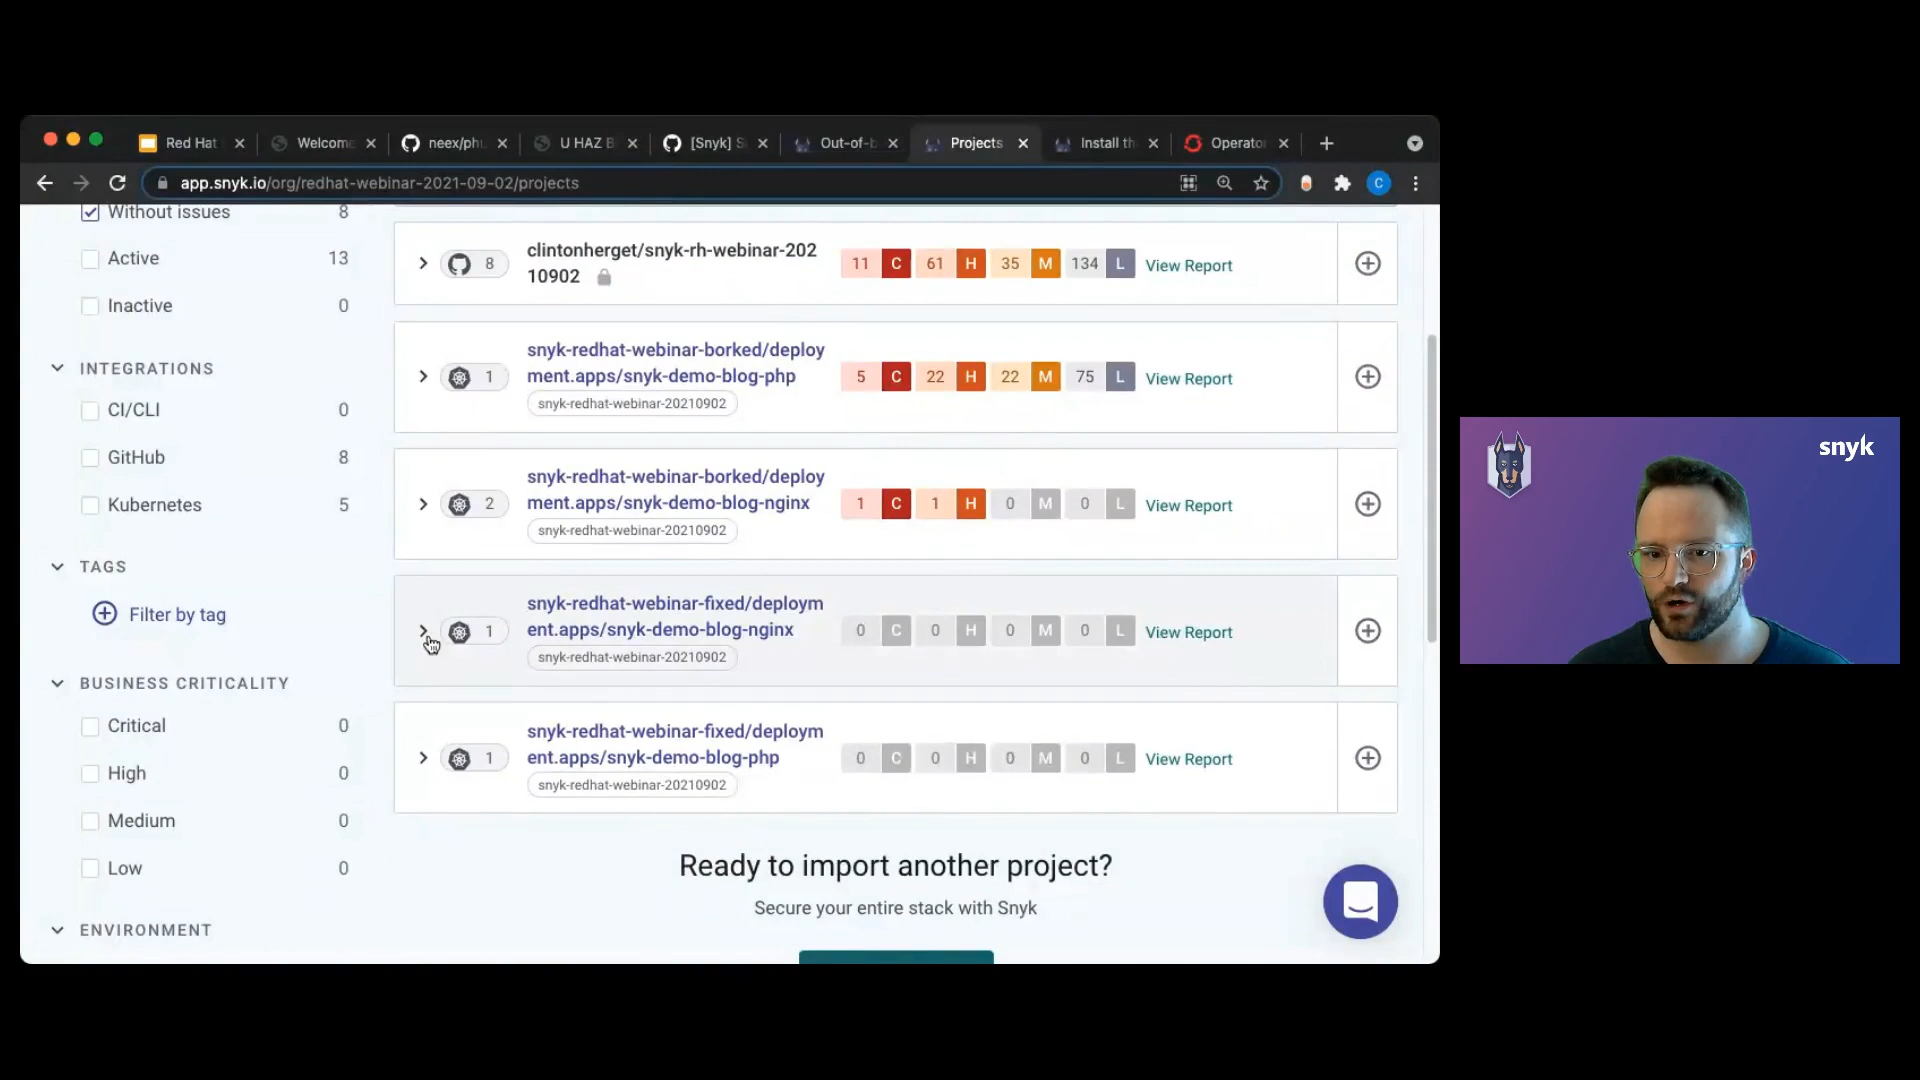 Red Hat
Welcome
neex/phu
U HAZ B
[Snyk] S
Out-of-b
Projects
Install th
Operator
app.snyk.io/org/redhat-webinar-2021-09-02/projects
C
Without issues 8
Active 13
Inactive 0
INTEGRATIONS
CI/CLI 0
GitHub 8
Kubernetes 5
TAGS
Filter by tag
BUSINESS CRITICALITY
Critical 0
High 0
Medium 0
Low 0
ENVIRONMENT
8 clintonherget/snyk-rh-webinar-202
10902
11 C 61 H 35 M 134 L View Report
snyk-redhat-webinar-borked/deploy
1 ment.apps/snyk-demo-blog-php
5 C 22 H 22 M 75 L View Report
snyk-redhat-webinar-20210902
snyk-redhat-webinar-borked/deploy
2 ment.apps/snyk-demo-blog-nginx
1 C 1 H 0 M 0 L View Report
snyk-redhat-webinar-20210902
snyk-redhat-webinar-fixed/deploym
1 ent.apps/snyk-demo-blog-nginx
0 C 0 H 0 M 0 L View Report
snyk-redhat-webinar-20210902
snyk-redhat-webinar-fixed/deploym
1 ent.apps/snyk-demo-blog-php
0 C 0 H 0 M 0 L View Report
snyk-redhat-webinar-20210902
Ready to import another project?
Secure your entire stack with Snyk
snyk